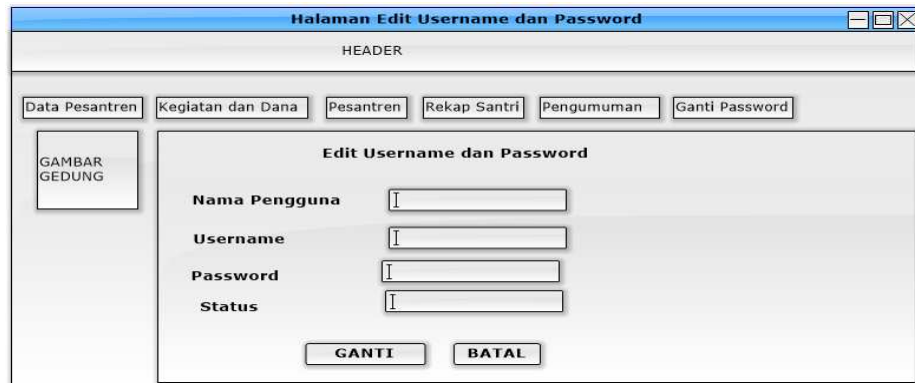 Halaman Edit Username dan Password
HEADER
Data Pesantren Kegiatan dan Dana Pesantren Rekap Santri Pengumuman Ganti Password
GAMBAR
GEDUNG
Edit Username dan Password
Nama Pengguna
Username
Password
Status
GANTI BATAL